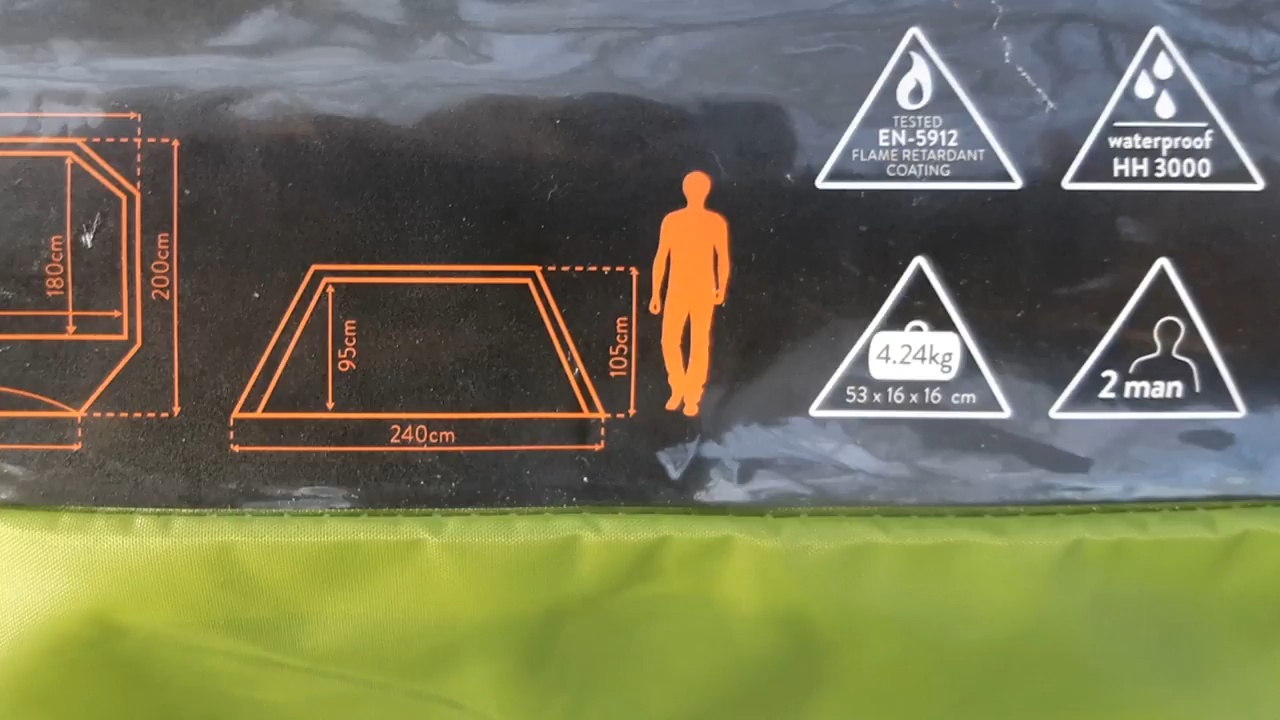 180cm
200cm
95cm
105cm
240cm
TESTED
EN-5912
FLAME RETARDANT
COATING
waterproof
HH 3000
4.24kg
53 x 16 x 16 cm
2 man